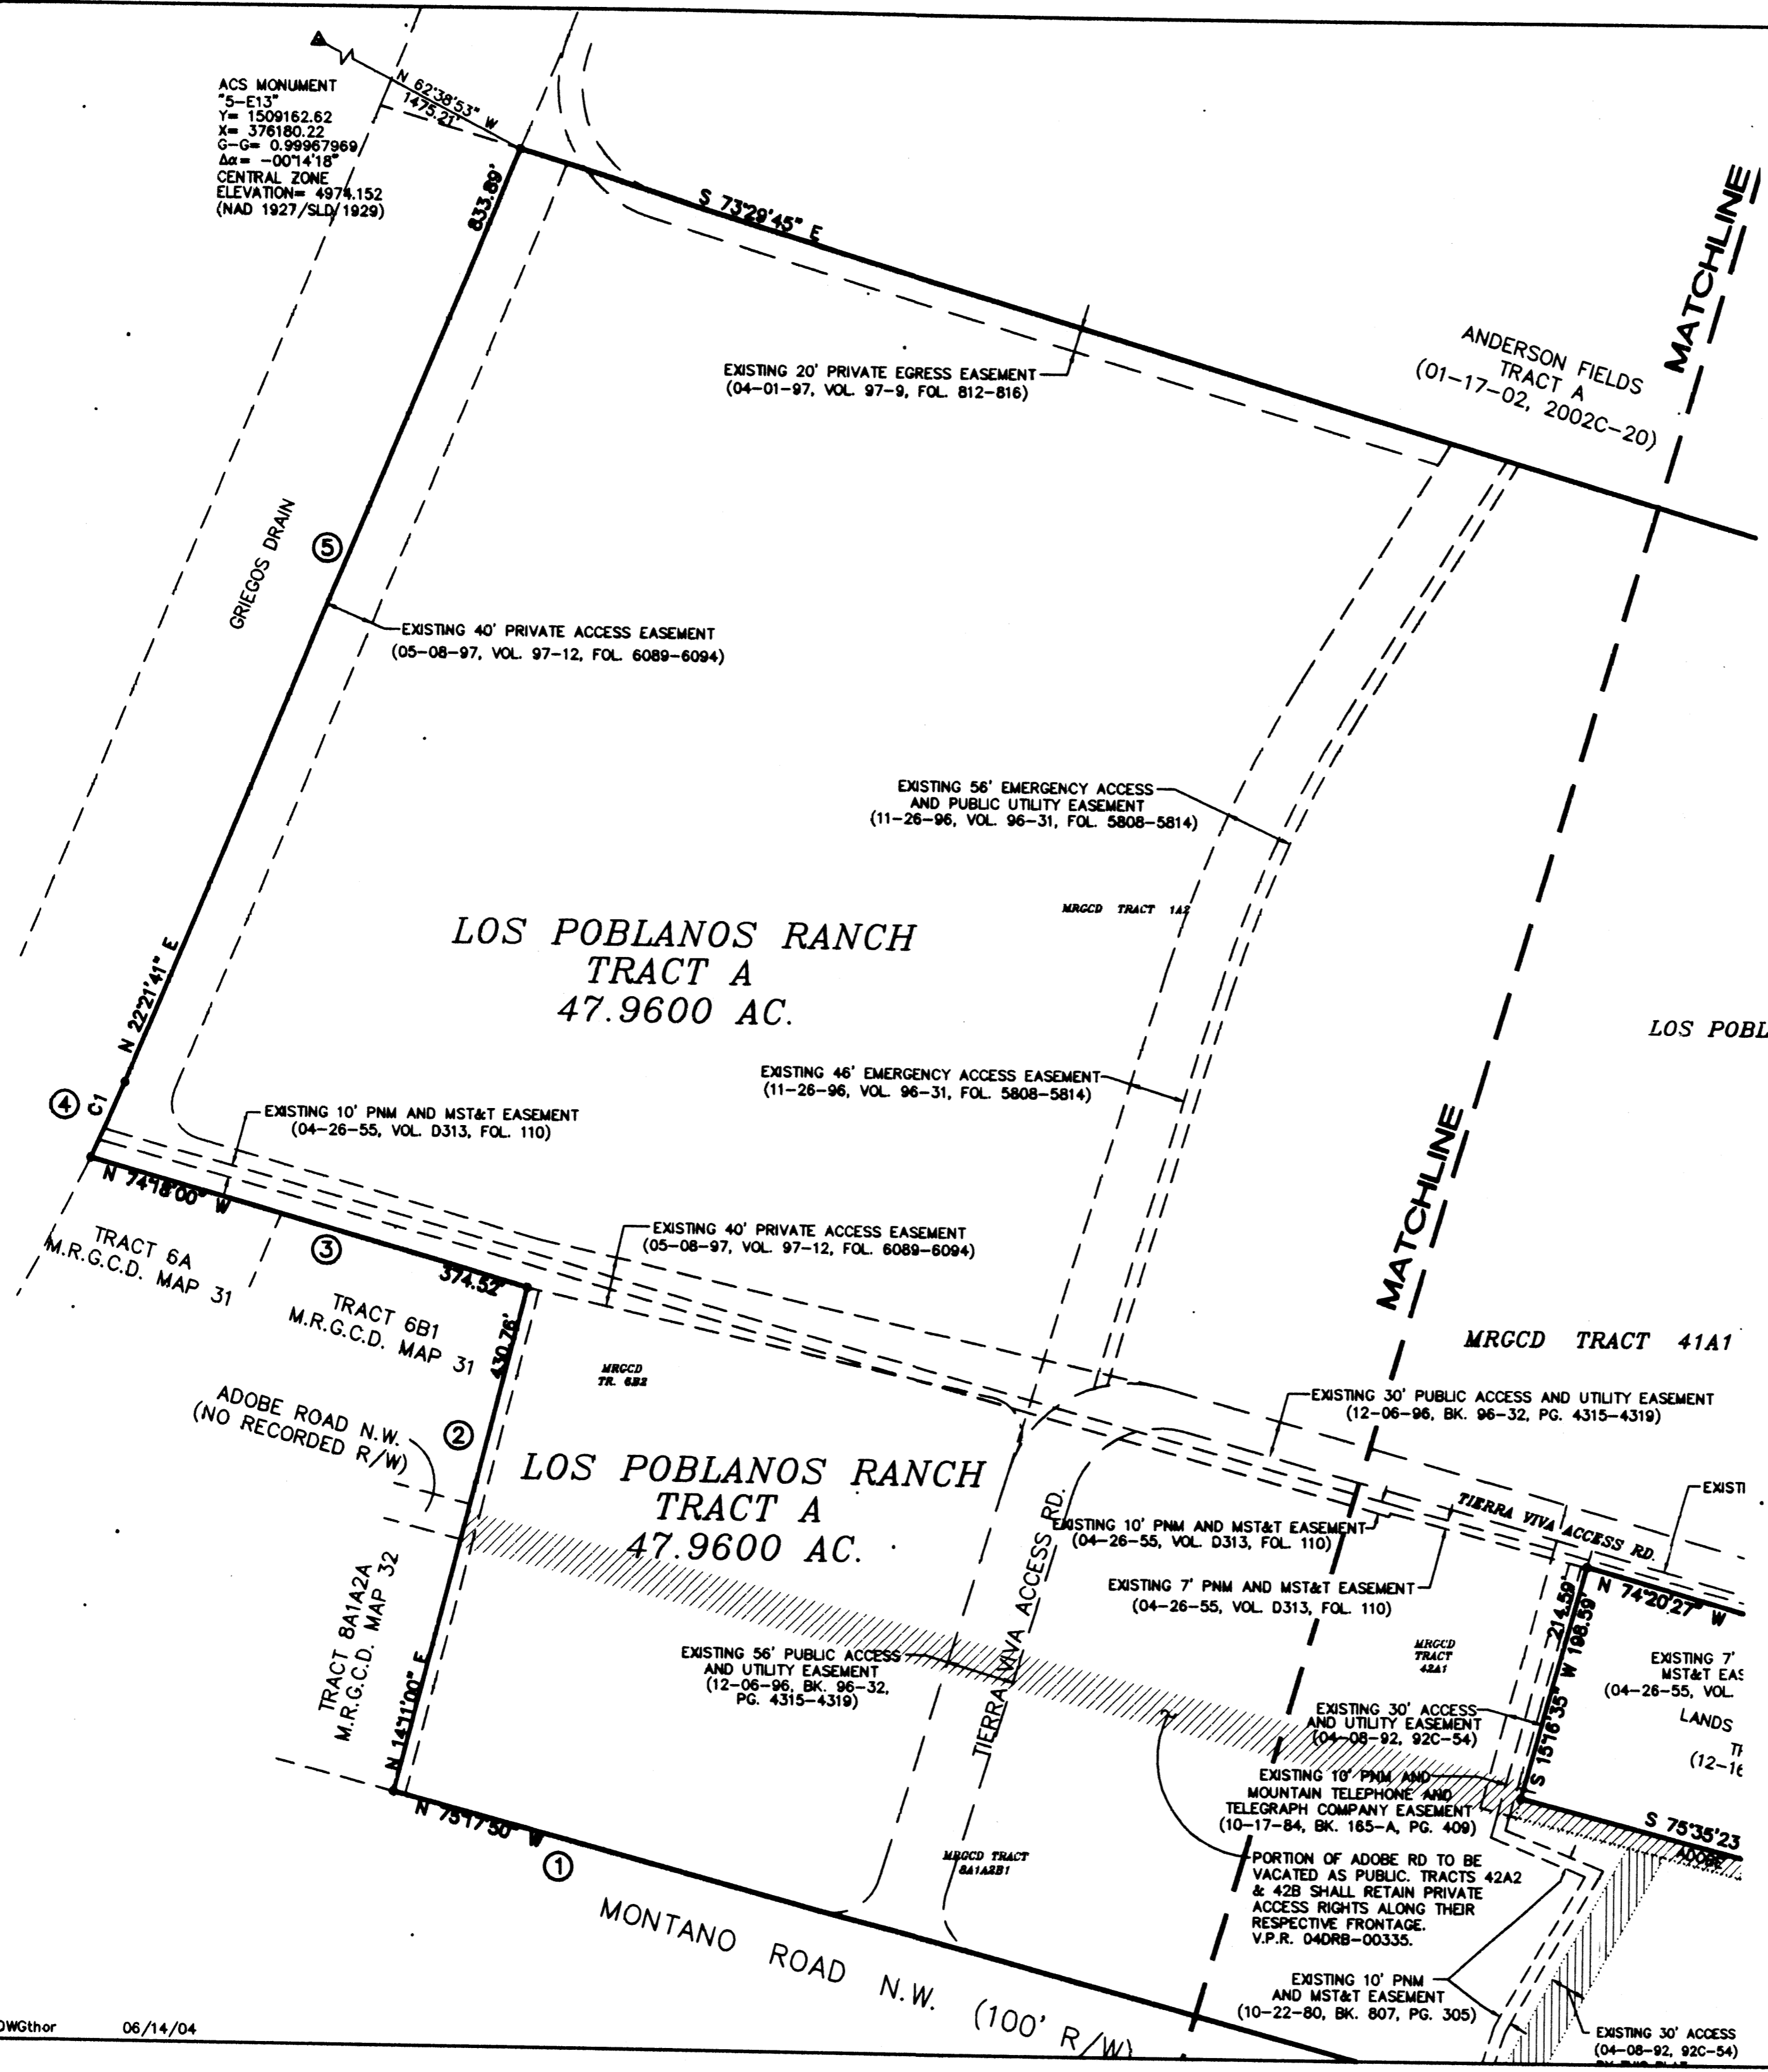 ACS MONUMENT
"5-E13"
Y= 1509162.62
X= 376180.22
G-G= 0.99967969
Δα= -00°14'18"
CENTRAL ZONE
ELEVATION= 4974.152
(NAD 1927/SLD/1929)
N 62°38'53" W
1475.21'
833.89'
S 73°29'45" E
MATCHLINE
ANDERSON FIELDS
TRACT A
(01-17-02, 2002C-20)
EXISTING 20' PRIVATE EGRESS EASEMENT
(04-01-97, VOL. 97-9, FOL. 812-816)
GRIEGOS DRAIN
5
EXISTING 40' PRIVATE ACCESS EASEMENT
(05-08-97, VOL. 97-12, FOL. 6089-6094)
EXISTING 56' EMERGENCY ACCESS
AND PUBLIC UTILITY EASEMENT
(11-26-96, VOL. 96-31, FOL. 5808-5814)
MRGCD TRACT 1A2
LOS POBLANOS RANCH
TRACT A
47.9600 AC.
N 22°21'41" E
LOS POBL
EXISTING 46' EMERGENCY ACCESS EASEMENT
(11-26-96, VOL. 96-31, FOL. 5808-5814)
4
C1
EXISTING 10' PNM AND MST&T EASEMENT
(04-26-55, VOL. D313, FOL. 110)
N 74°18'00" W
MATCHLINE
TRACT 6A
M.R.G.C.D. MAP 31
3
374.52'
EXISTING 40' PRIVATE ACCESS EASEMENT
(05-08-97, VOL. 97-12, FOL. 6089-6094)
TRACT 6B1
M.R.G.C.D. MAP 31
430.76'
MRGCD
TR. 6B2
MRGCD TRACT 41A1
EXISTING 30' PUBLIC ACCESS AND UTILITY EASEMENT
(12-06-96, BK. 96-32, PG. 4315-4319)
ADOBE ROAD N.W.
(NO RECORDED R/W)
2
LOS POBLANOS RANCH
TRACT A
47.9600 AC.
EXISTI
TIERRA VIVA ACCESS RD.
EXISTING 10' PNM AND MST&T EASEMENT
(04-26-55, VOL. D313, FOL. 110)
TIERRA VIVA ACCESS RD.
EXISTING 7' PNM AND MST&T EASEMENT
(04-26-55, VOL. D313, FOL. 110)
N 74°20'27" W
214.59'
S 15°16'35" W 198.59'
TRACT 8A1A2A
M.R.G.C.D. MAP 32
N 14°11'00" E
EXISTING 56' PUBLIC ACCESS
AND UTILITY EASEMENT
(12-06-96, BK. 96-32,
PG. 4315-4319)
MRGCD
TRACT
42A1
EXISTING 7'
MST&T EAS
(04-26-55, VOL.
LANDS
(12-16
EXISTING 30' ACCESS
AND UTILITY EASEMENT
(04-08-92, 92C-54)
EXISTING 10' PNM AND
MOUNTAIN TELEPHONE AND
TELEGRAPH COMPANY EASEMENT
(10-17-84, BK. 165-A, PG. 409)
S 75°35'23
ADOBE
N 75°17'50" W
1
MRGCD TRACT
8A1A2B1
PORTION OF ADOBE RD TO BE
VACATED AS PUBLIC. TRACTS 42A2
& 42B SHALL RETAIN PRIVATE
ACCESS RIGHTS ALONG THEIR
RESPECTIVE FRONTAGE.
V.P.R. 04DRB-00335.
MONTANO ROAD N.W. (100' R/W)
EXISTING 10' PNM
AND MST&T EASEMENT
(10-22-80, BK. 807, PG. 305)
EXISTING 30' ACCESS
(04-08-92, 92C-54)
DWGthor 06/14/04